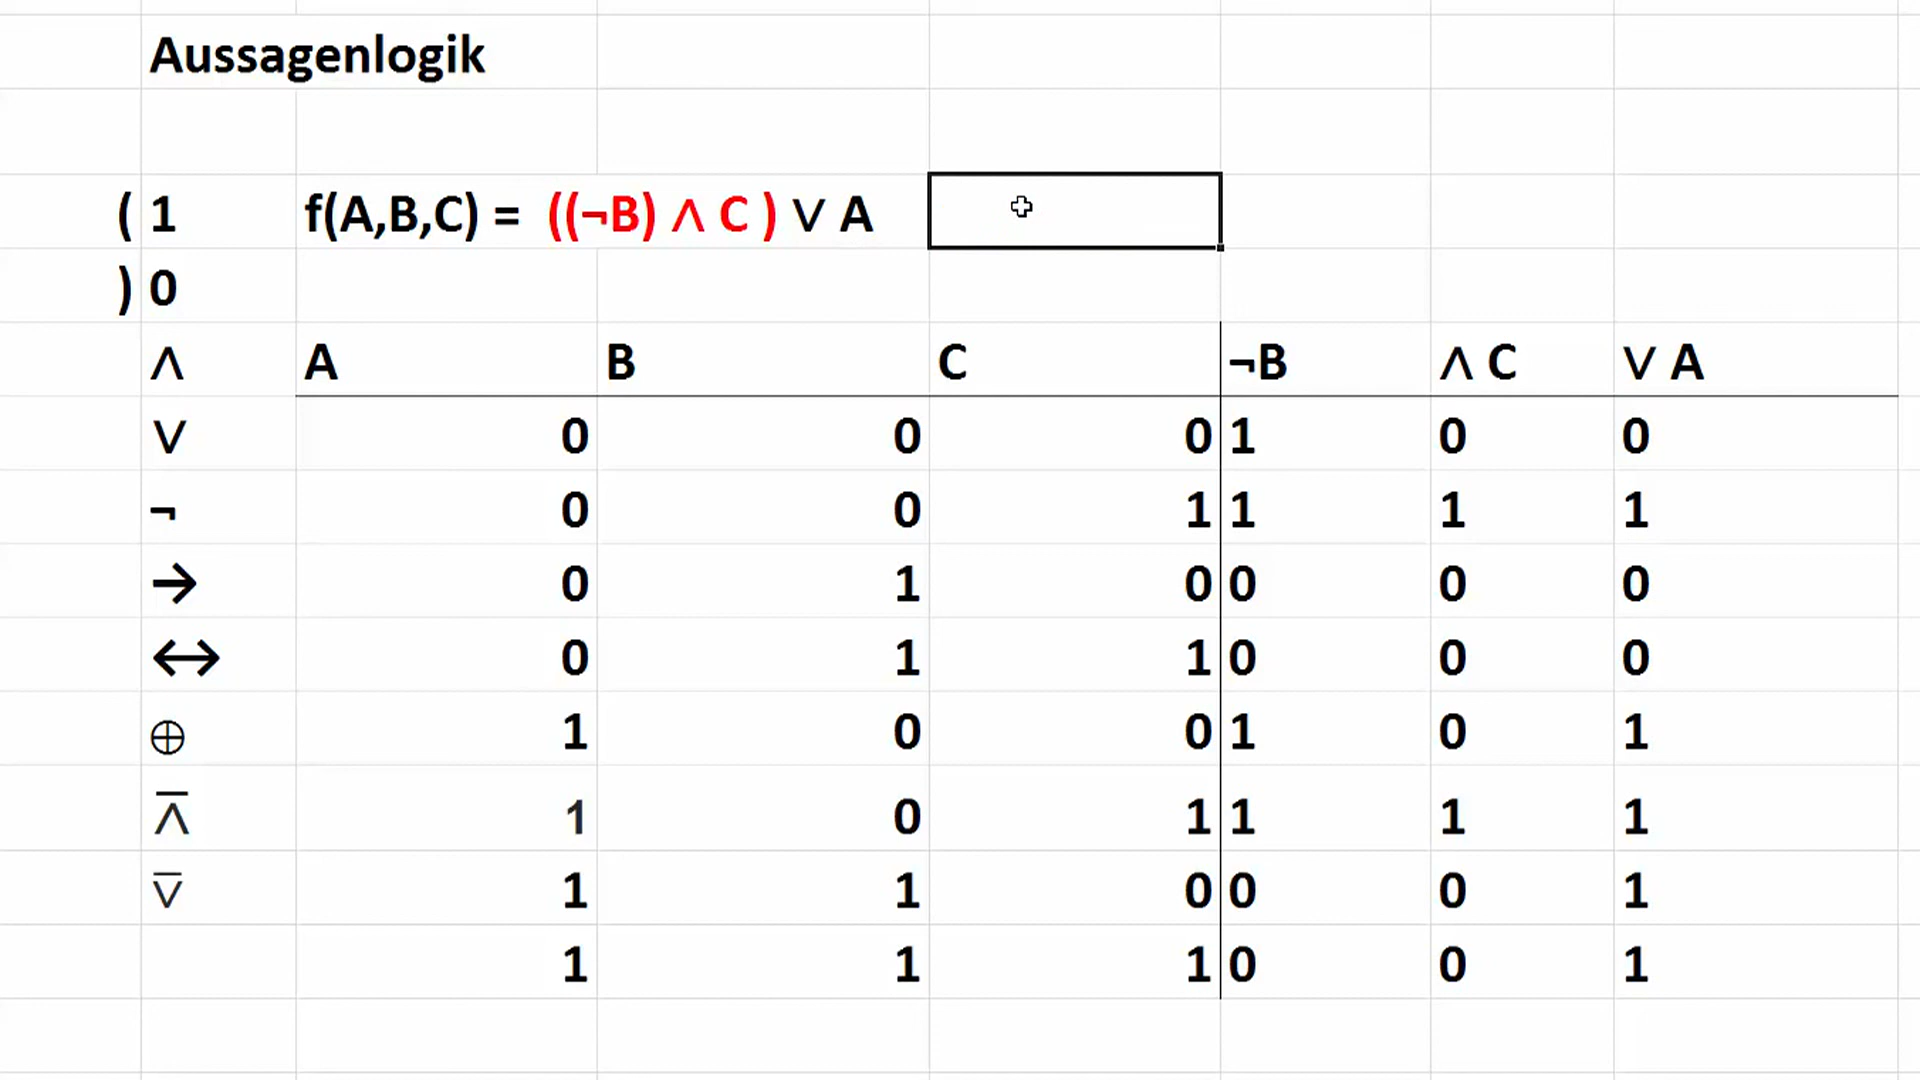 Aussagenlogik
( 1 f(A,B,C) = ((¬B) ∧ C ) ∨ A
) 0
∧ A B C ¬B ∧ C ∨ A
∨ 0 0 0 1 0 0
¬ 0 0 1 1 1 1
→ 0 1 0 0 0 0
↔ 0 1 1 0 0 0
⊕ 1 0 0 1 0 1
⊼ 1 0 1 1 1 1
⊽ 1 1 0 0 0 1
1 1 1 0 0 1